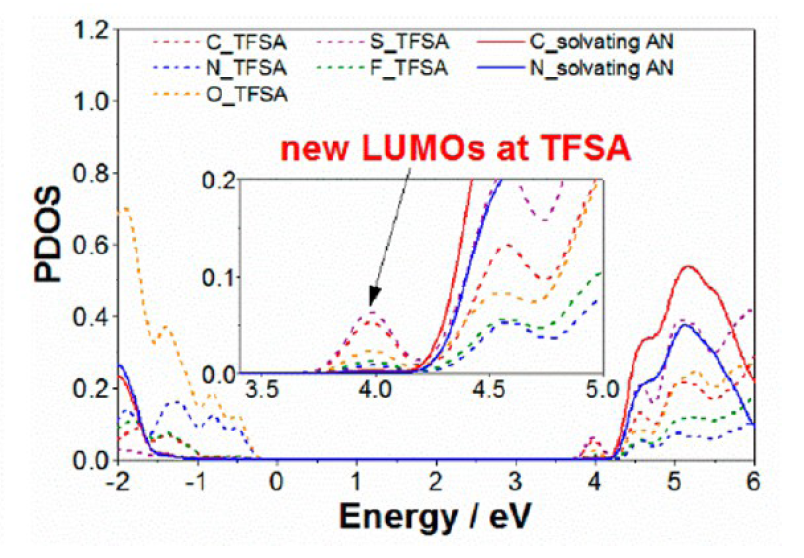 1.2
C_TFSA S_TFSA C_solvating AN
N_TFSA F_TFSA N_solvating AN
O_TFSA
1.0
new LUMOs at TFSA
0.8
0.2
PDOS
0.6
0.1
0.4
0.0
3.5 4.0 4.5 5.0
0.2
0.0
-2 -1 0 1 2 3 4 5 6
Energy / eV